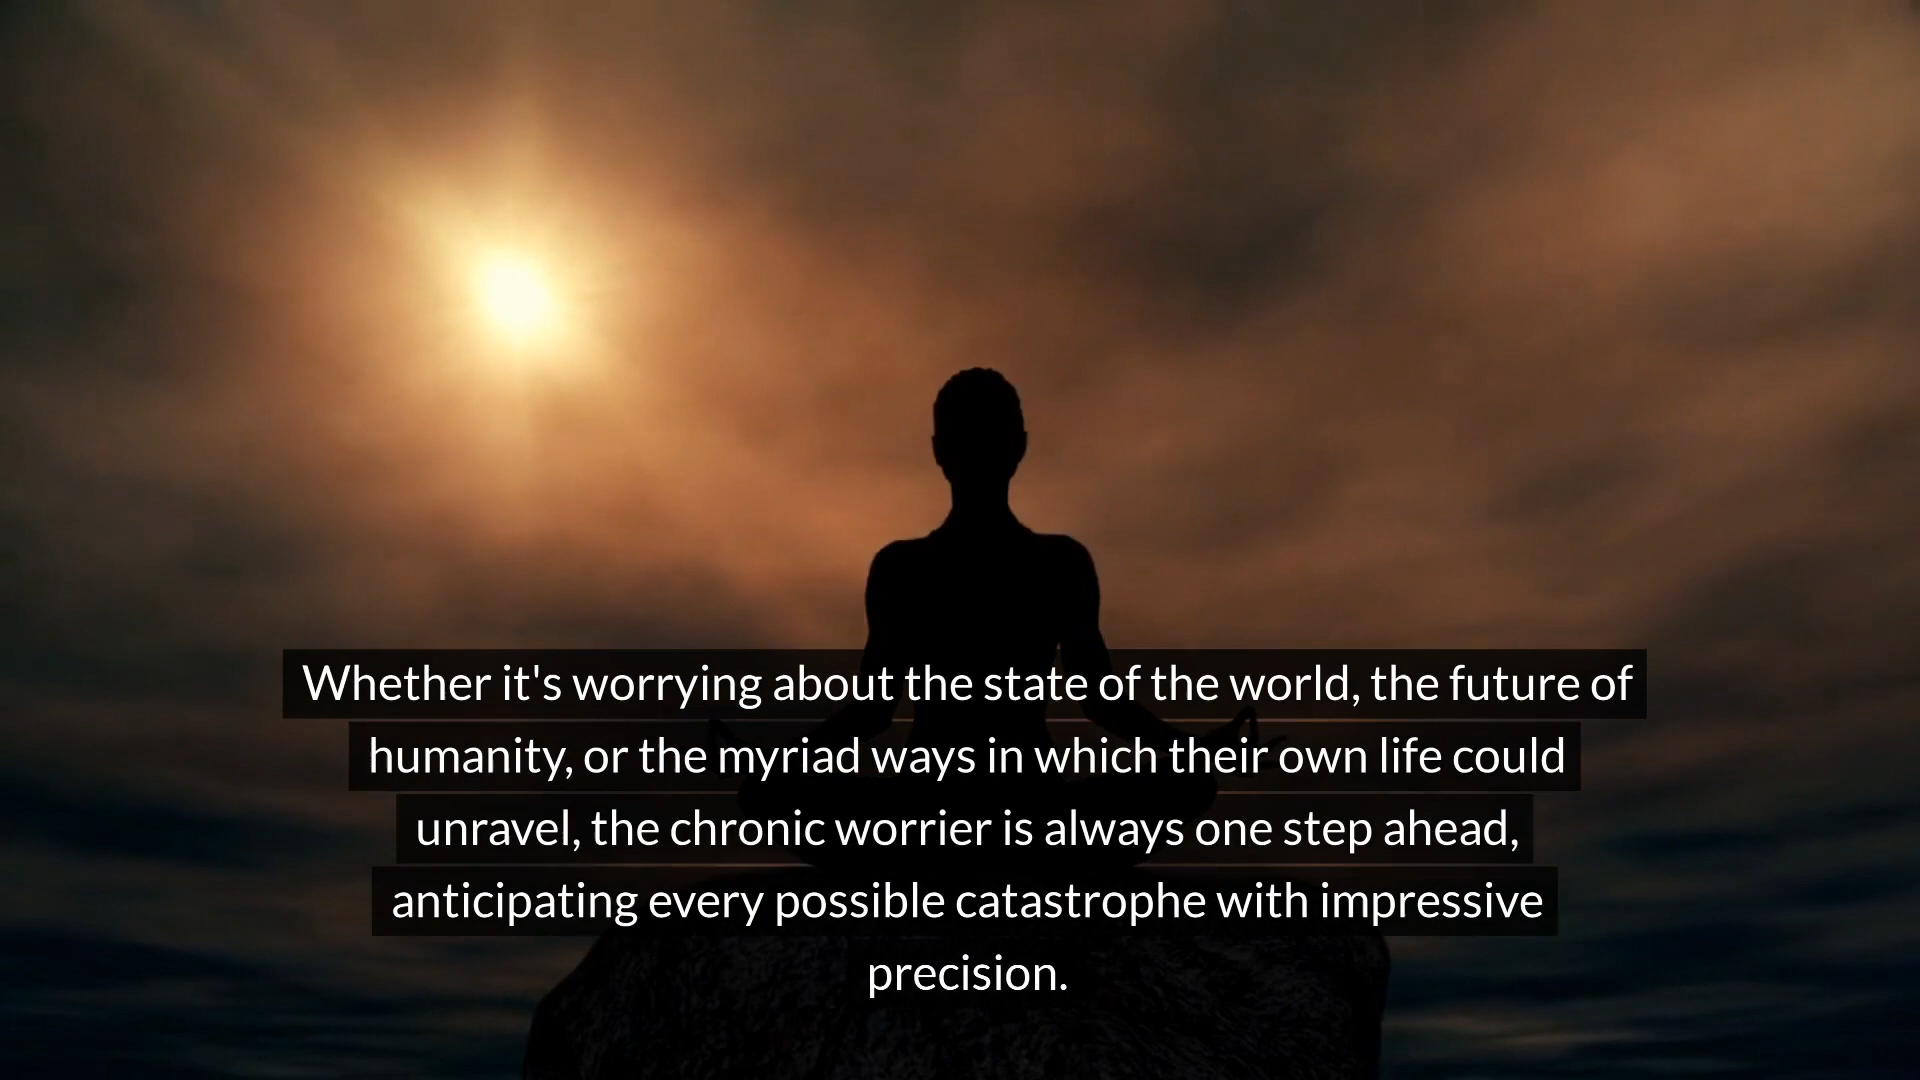 Whether it's worrying about the state of the world, the future of
humanity, or the myriad ways in which their own life could
unravel, the chronic worrier is always one step ahead,
anticipating every possible catastrophe with impressive
precision.